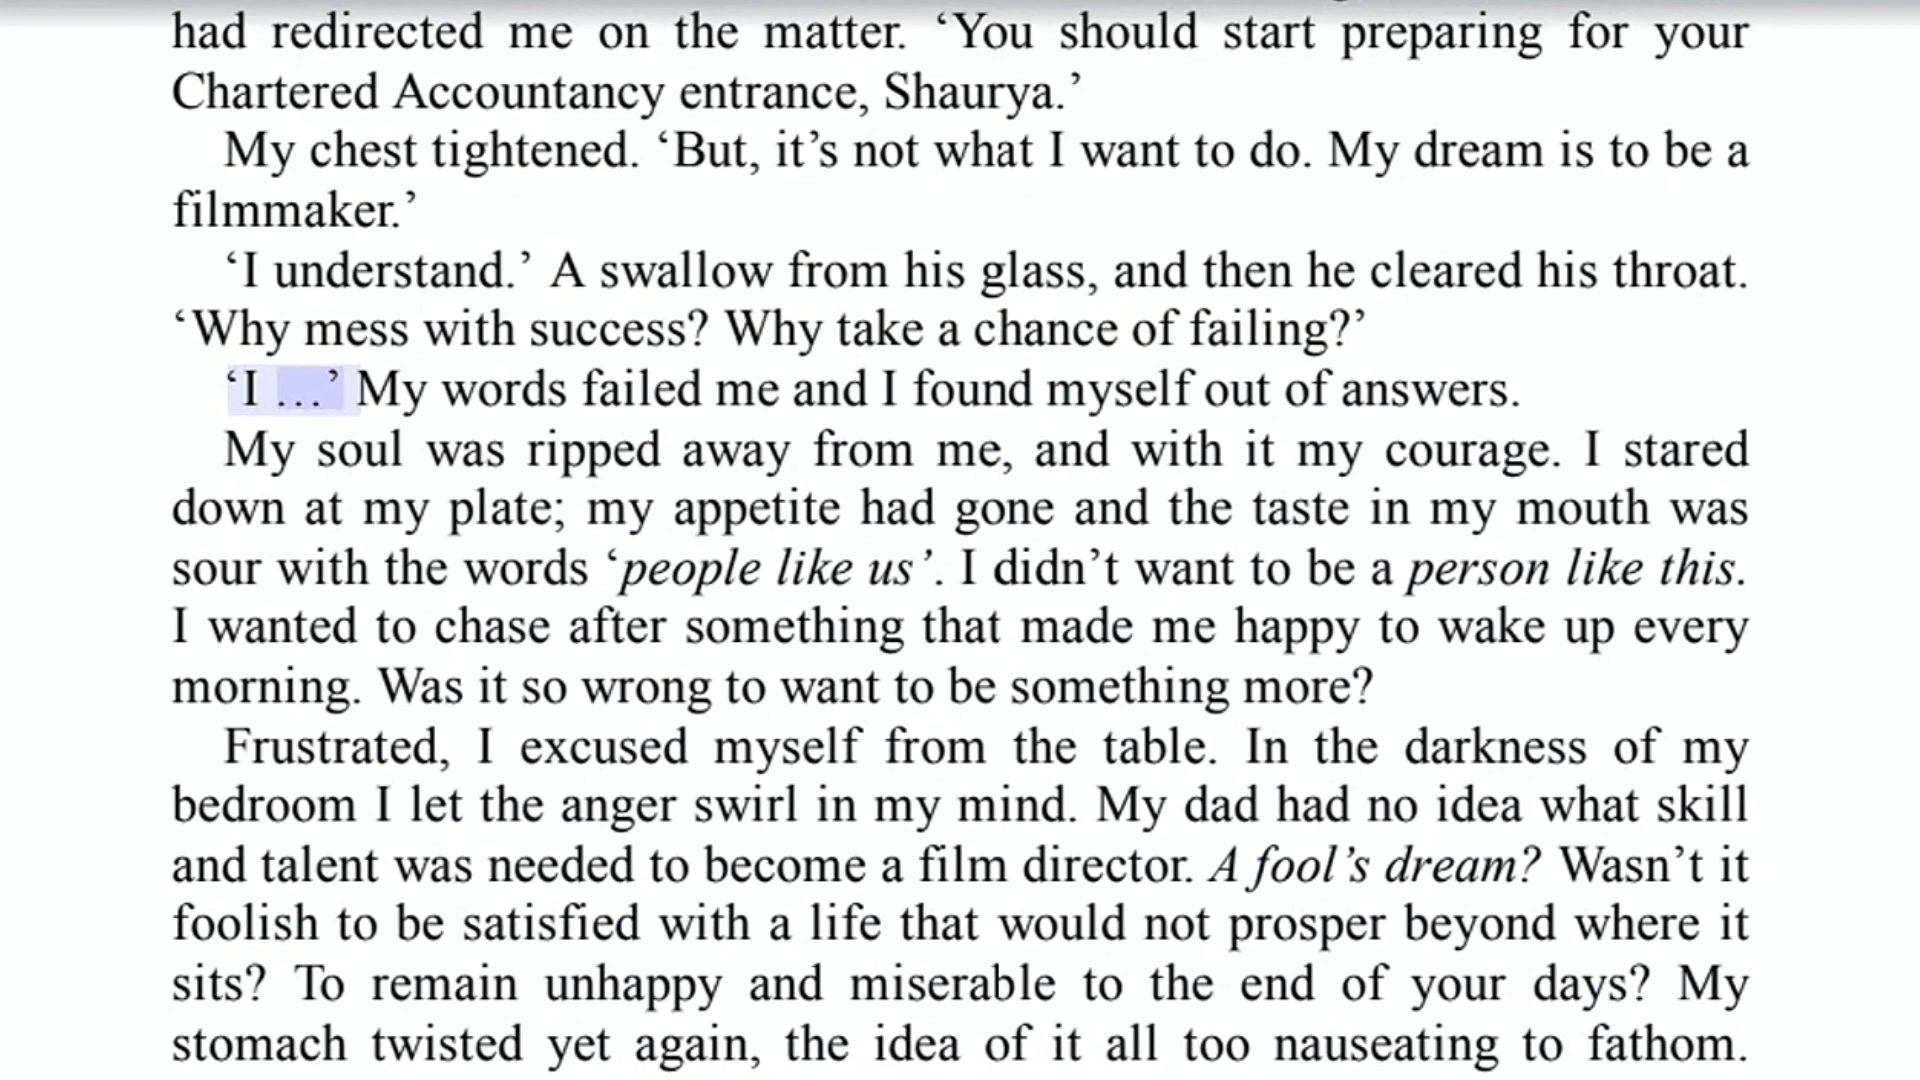 had redirected me on the matter. ‘You should start preparing for your
Chartered Accountancy entrance, Shaurya.’
My chest tightened. ‘But, it’s not what I want to do. My dream is to be a
filmmaker.’
‘I understand.’ A swallow from his glass, and then he cleared his throat.
‘Why mess with success? Why take a chance of failing?’
‘I ...’ My words failed me and I found myself out of answers.
My soul was ripped away from me, and with it my courage. I stared
down at my plate; my appetite had gone and the taste in my mouth was
sour with the words ‘people like us’. I didn’t want to be a person like this.
I wanted to chase after something that made me happy to wake up every
morning. Was it so wrong to want to be something more?
Frustrated, I excused myself from the table. In the darkness of my
bedroom I let the anger swirl in my mind. My dad had no idea what skill
and talent was needed to become a film director. A fool’s dream? Wasn’t it
foolish to be satisfied with a life that would not prosper beyond where it
sits? To remain unhappy and miserable to the end of your days? My
stomach twisted yet again, the idea of it all too nauseating to fathom.